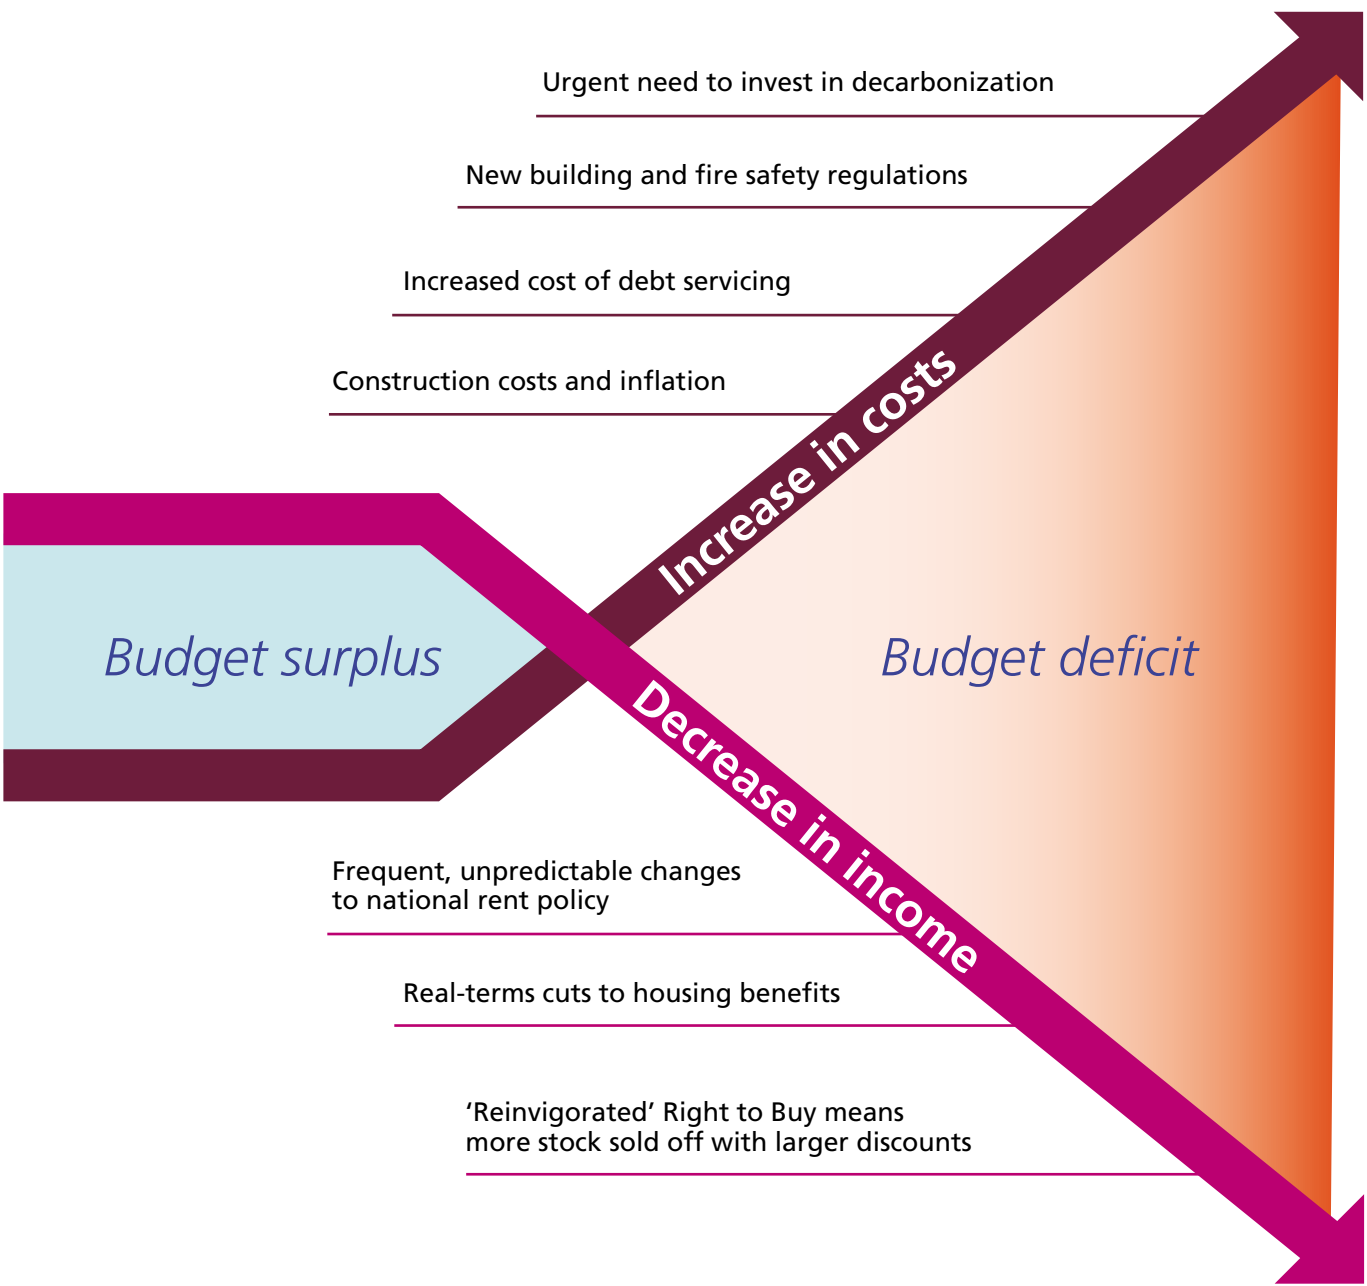 Urgent need to invest in decarbonization
New building and fire safety regulations
Increased cost of debt servicing
Construction costs and inflation
Increase in costs
Budget surplus
Budget deficit
Decrease in income
Frequent, unpredictable changes
to national rent policy
Real-terms cuts to housing benefits
‘Reinvigorated’ Right to Buy means
more stock sold off with larger discounts